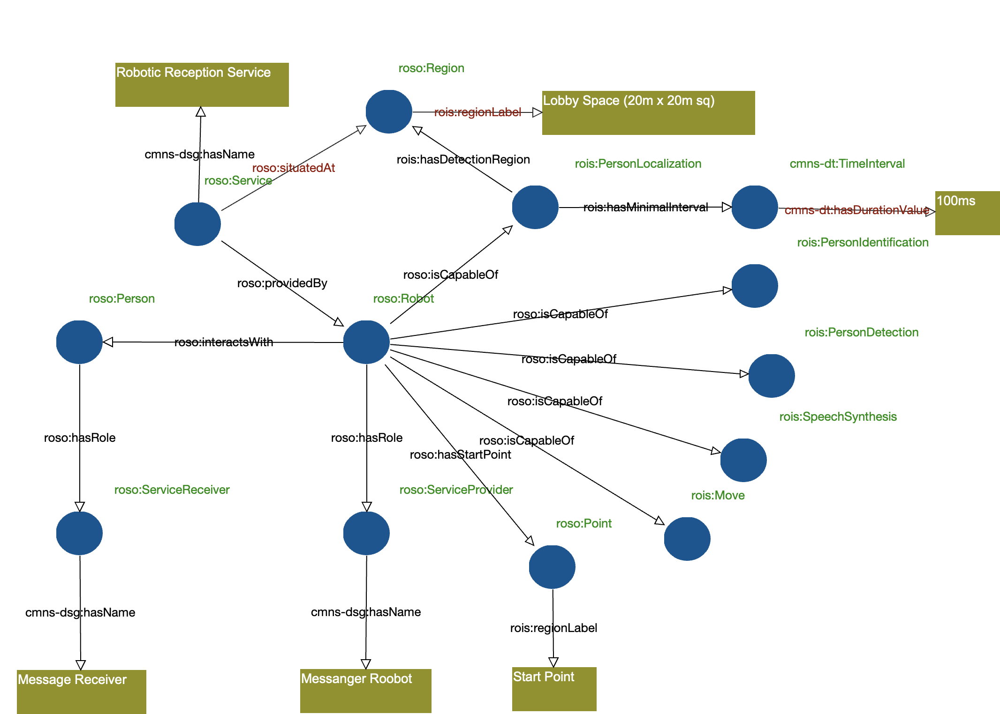 roso:Region
Robotic Reception Service
Lobby Space (20m x 20m sq)
rois:regionLabel
cmns-dsg:hasName
rois:hasDetectionRegion
rois:PersonLocalization
cmns-dt:TimeInterval
roso:situatedAt
roso:Service
100ms
rois:hasMinimalInterval
cmns-dt:hasDurationValue
rois:PersonIdentification
roso:isCapableOf
roso:providedBy
roso:Person
roso:Robot
roso:isCapableOf
rois:PersonDetection
roso:interactsWith
roso:isCapableOf
roso:isCapableOf
rois:SpeechSynthesis
roso:hasRole
roso:hasRole
roso:isCapableOf
roso:hasStartPoint
roso:ServiceReceiver
roso:ServiceProvider
rois:Move
roso:Point
cmns-dsg:hasName
cmns-dsg:hasName
rois:regionLabel
Message Receiver
Messanger Roobot
Start Point